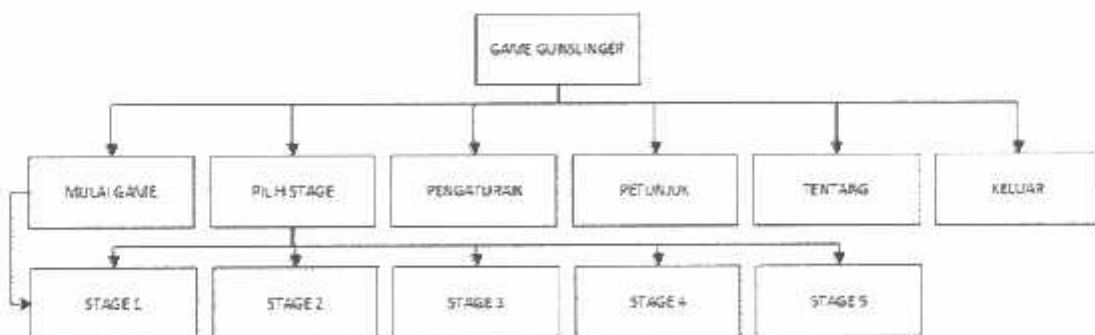 GAME GUNSLINGER
MULAI GAME
PILIH STAGE
PENGATURAN
PETUNJUK
TENTANG
KELUAR
STAGE 1
STAGE 2
STAGE 3
STAGE 4
STAGE 5